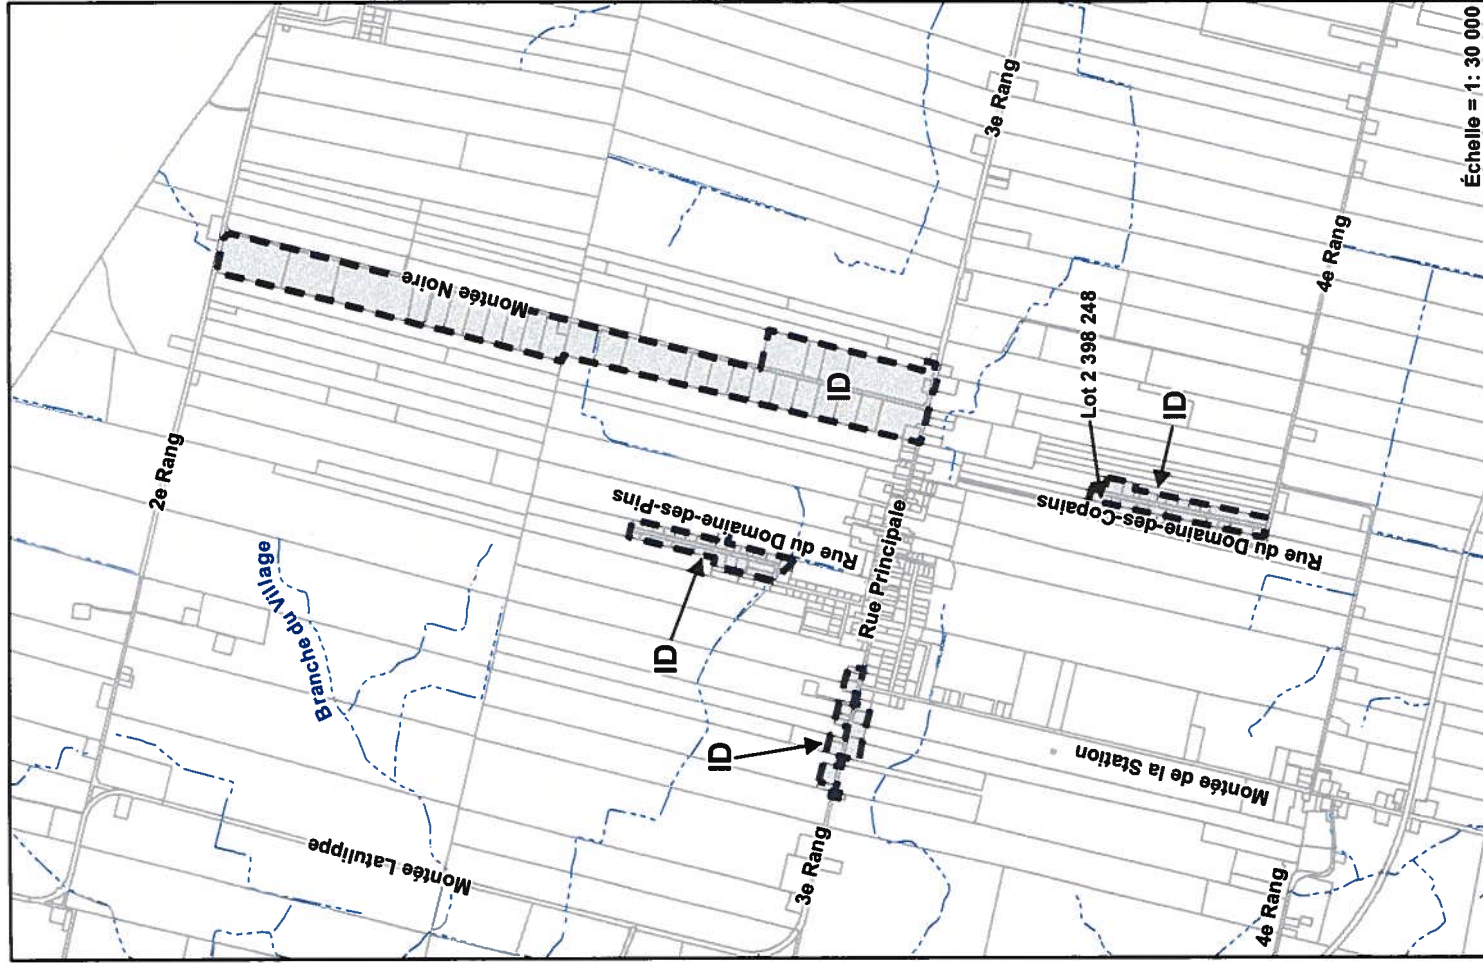 2e Rang
Montée Noire
3e Rang
4e Rang
Lot 2 398 248
ID
ID
Rue du Domaine-des-Copains
Rue du Domaine-des-Pins
ID
Rue Principale
Branche du Village
ID
Montée de la Station
Montée Latulippe
3e Rang
4e Rang
Échelle = 1: 30 000